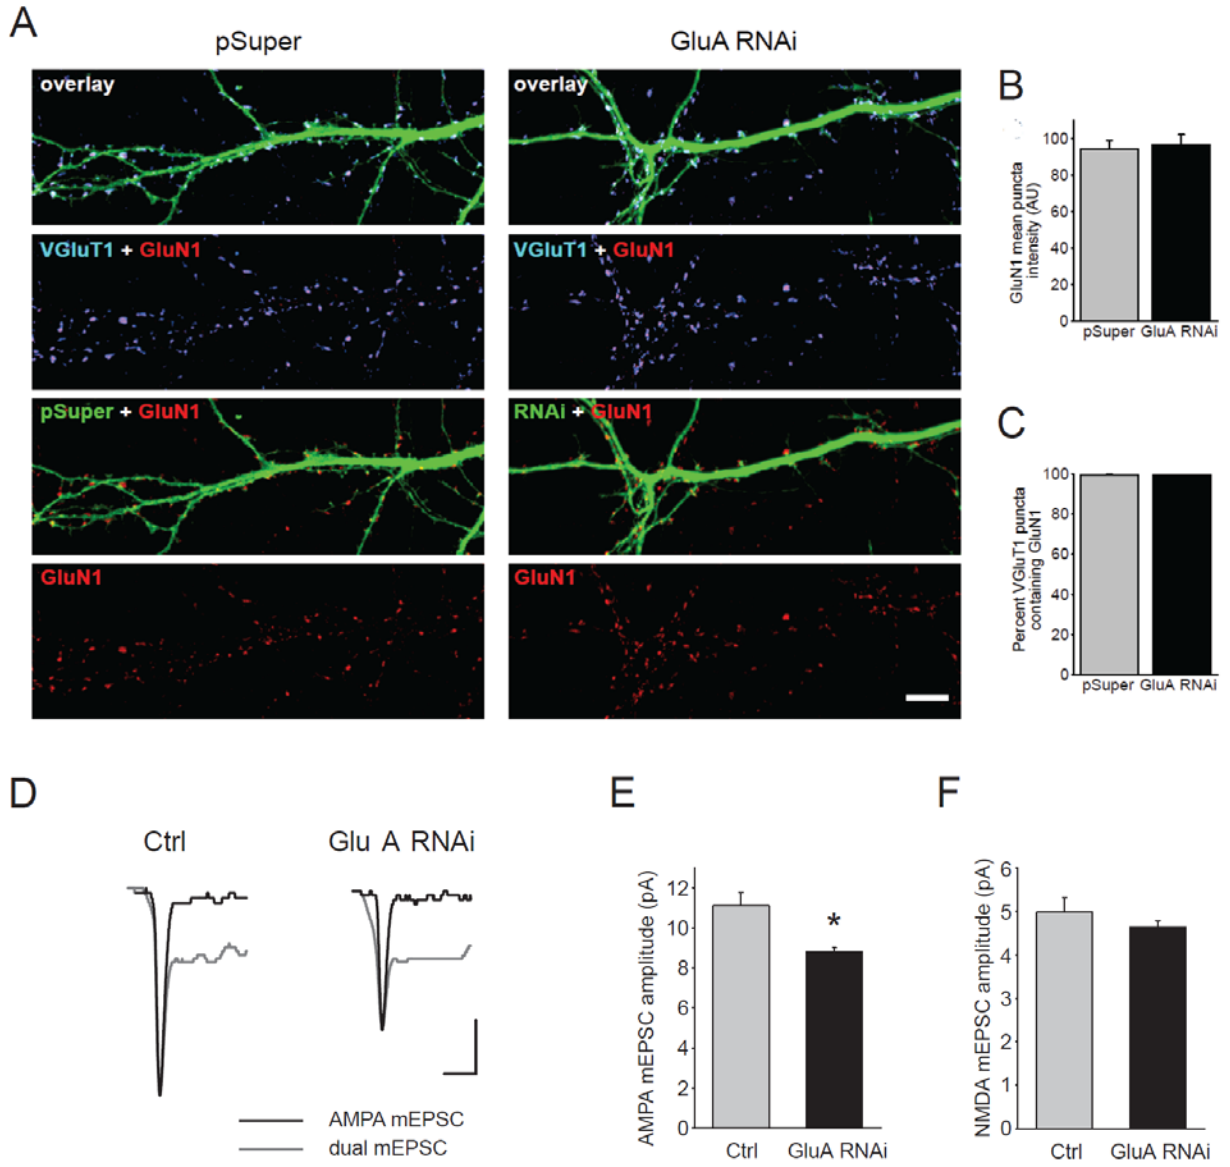 A
pSuper
GluA RNAi
overlay
overlay
VGluT1 + GluN1
VGluT1 + GluN1
pSuper + GluN1
RNAi + GluN1
GluN1
GluN1
B
GluN1 mean puncta
intensity (AU)
100
80
60
40
20
0
pSuper GluA RNAi
C
Percent VGluT1 puncta
containing GluN1
100
80
60
40
20
0
pSuper GluA RNAi
D
Ctrl
Glu A RNAi
AMPA mEPSC
dual mEPSC
E
AMPA mEPSC amplitude (pA)
12
10
8
6
4
2
0
*
Ctrl GluA RNAi
F
NMDA mEPSC amplitude (pA)
6
5
4
3
2
1
0
Ctrl GluA RNAi